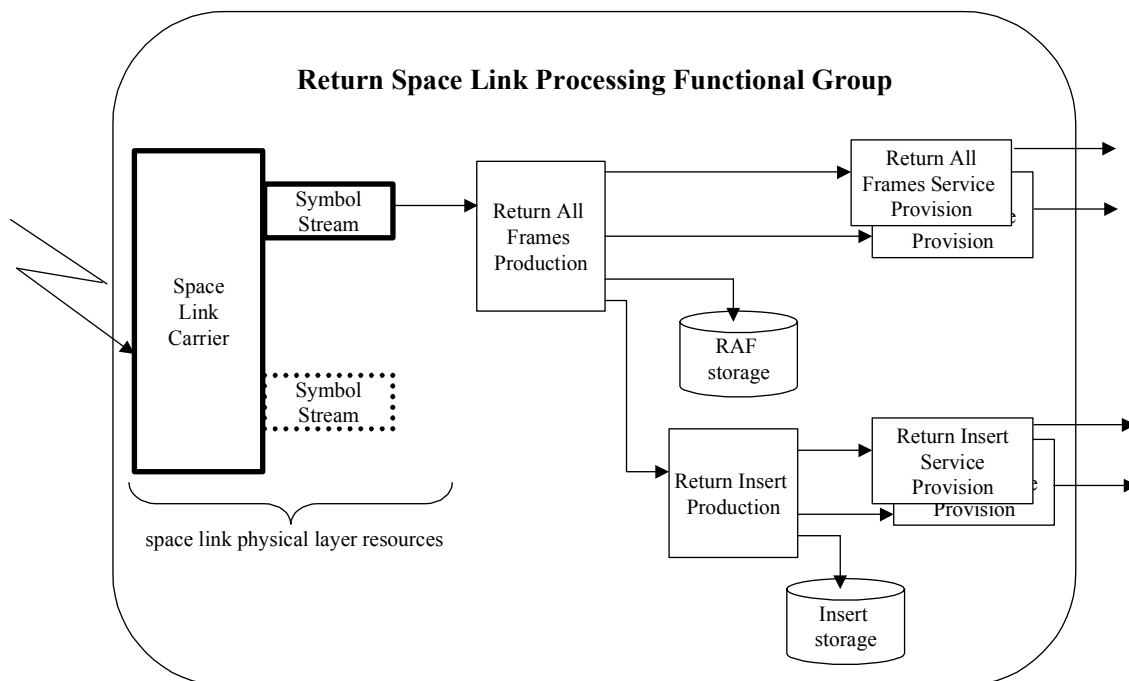 Return Space Link Processing Functional Group
Space
Link
Carrier
Symbol
Stream
Symbol
Stream
space link physical layer resources
Return All
Frames
Production
Return All
Frames Service
Provision
Provision
RAF
storage
Return Insert
Production
Return Insert
Service
Provision
Provision
Insert
storage